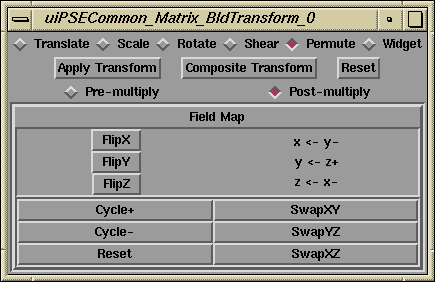 uiPSECommon_Matrix_BldTransform_0
Translate Scale Rotate Shear Permute Widget
Apply Transform Composite Transform Reset
Pre-multiply Post-multiply
Field Map
FlipX x <- y-
FlipY y <- z+
FlipZ z <- x-
Cycle+ SwapXY
Cycle- SwapYZ
Reset SwapXZ